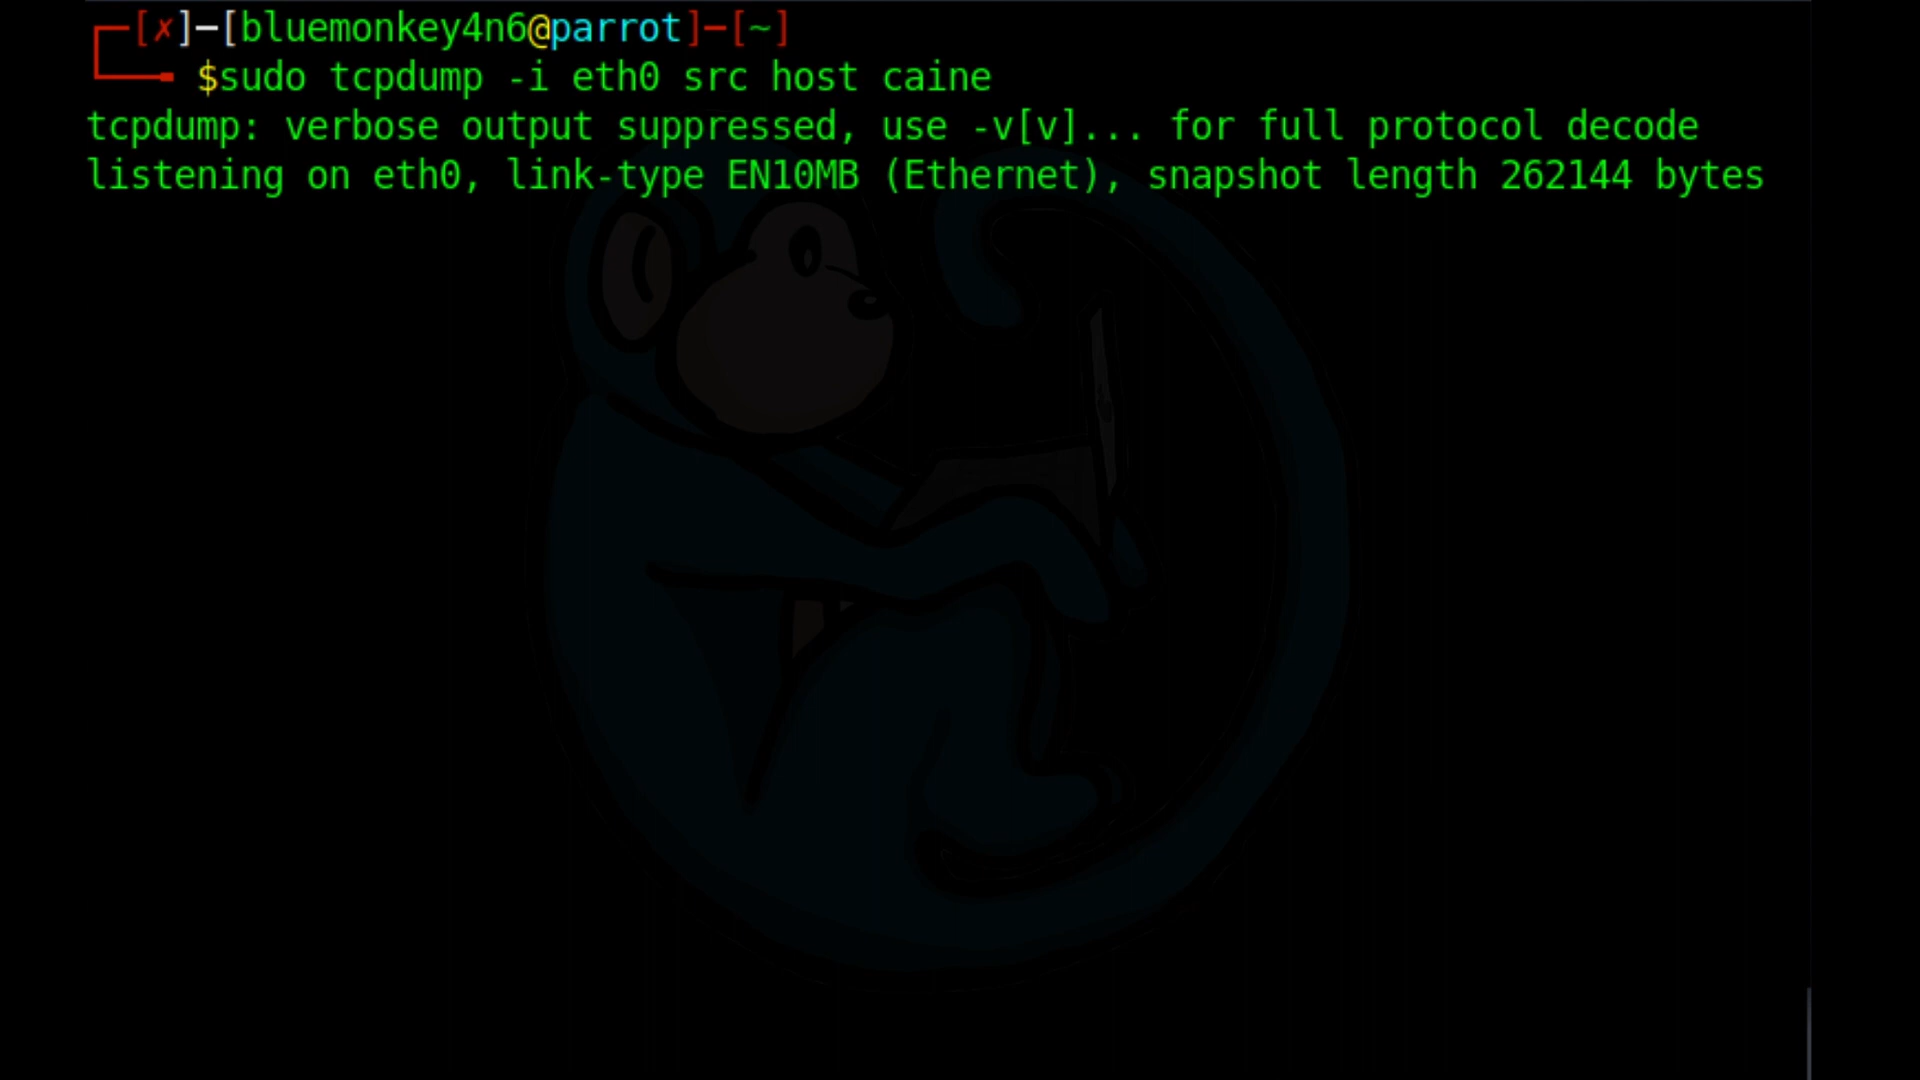 ┌─[✗]─[bluemonkey4n6@parrot]─[~]
└──╼ $sudo tcpdump -i eth0 src host caine
tcpdump: verbose output suppressed, use -v[v]... for full protocol decode
listening on eth0, link-type EN10MB (Ethernet), snapshot length 262144 bytes